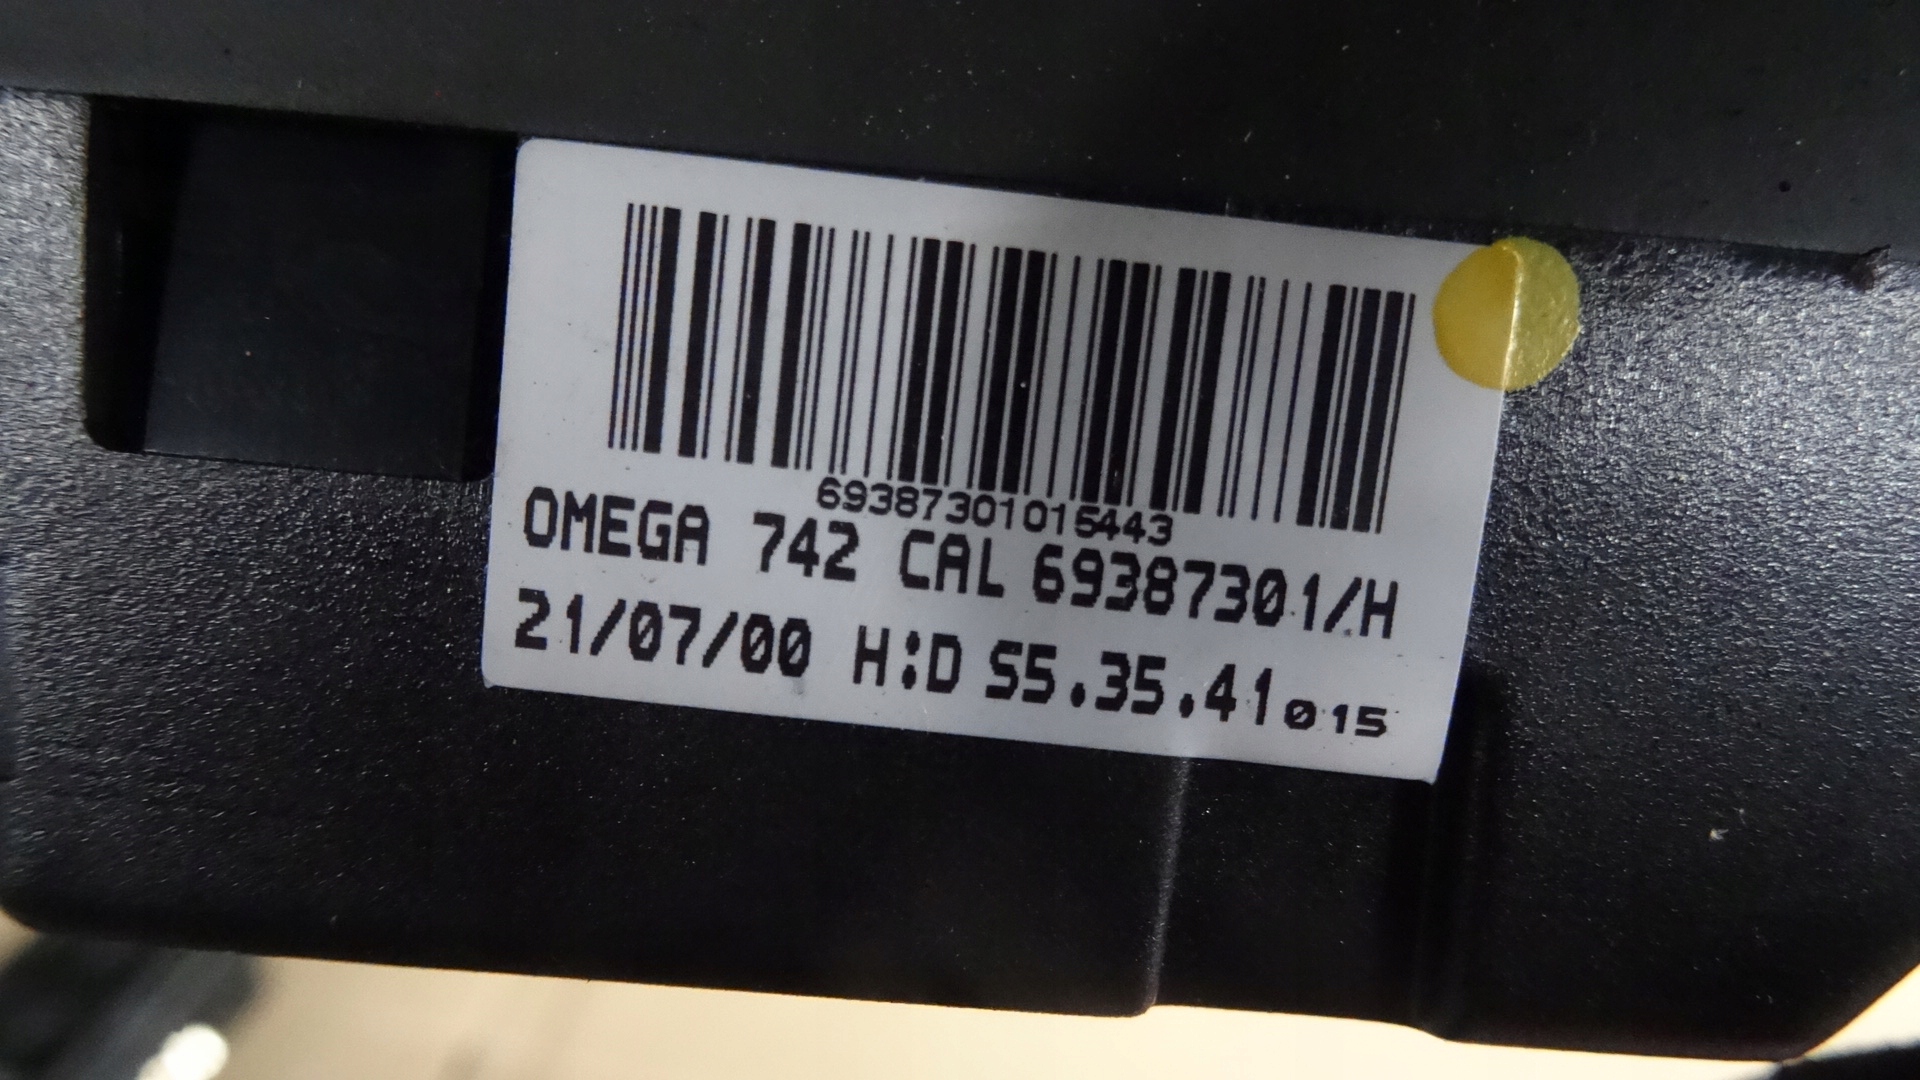 69387301015443
OMEGA 742 CAL 69387301/H
21/07/00 H:D S5.35.41 015